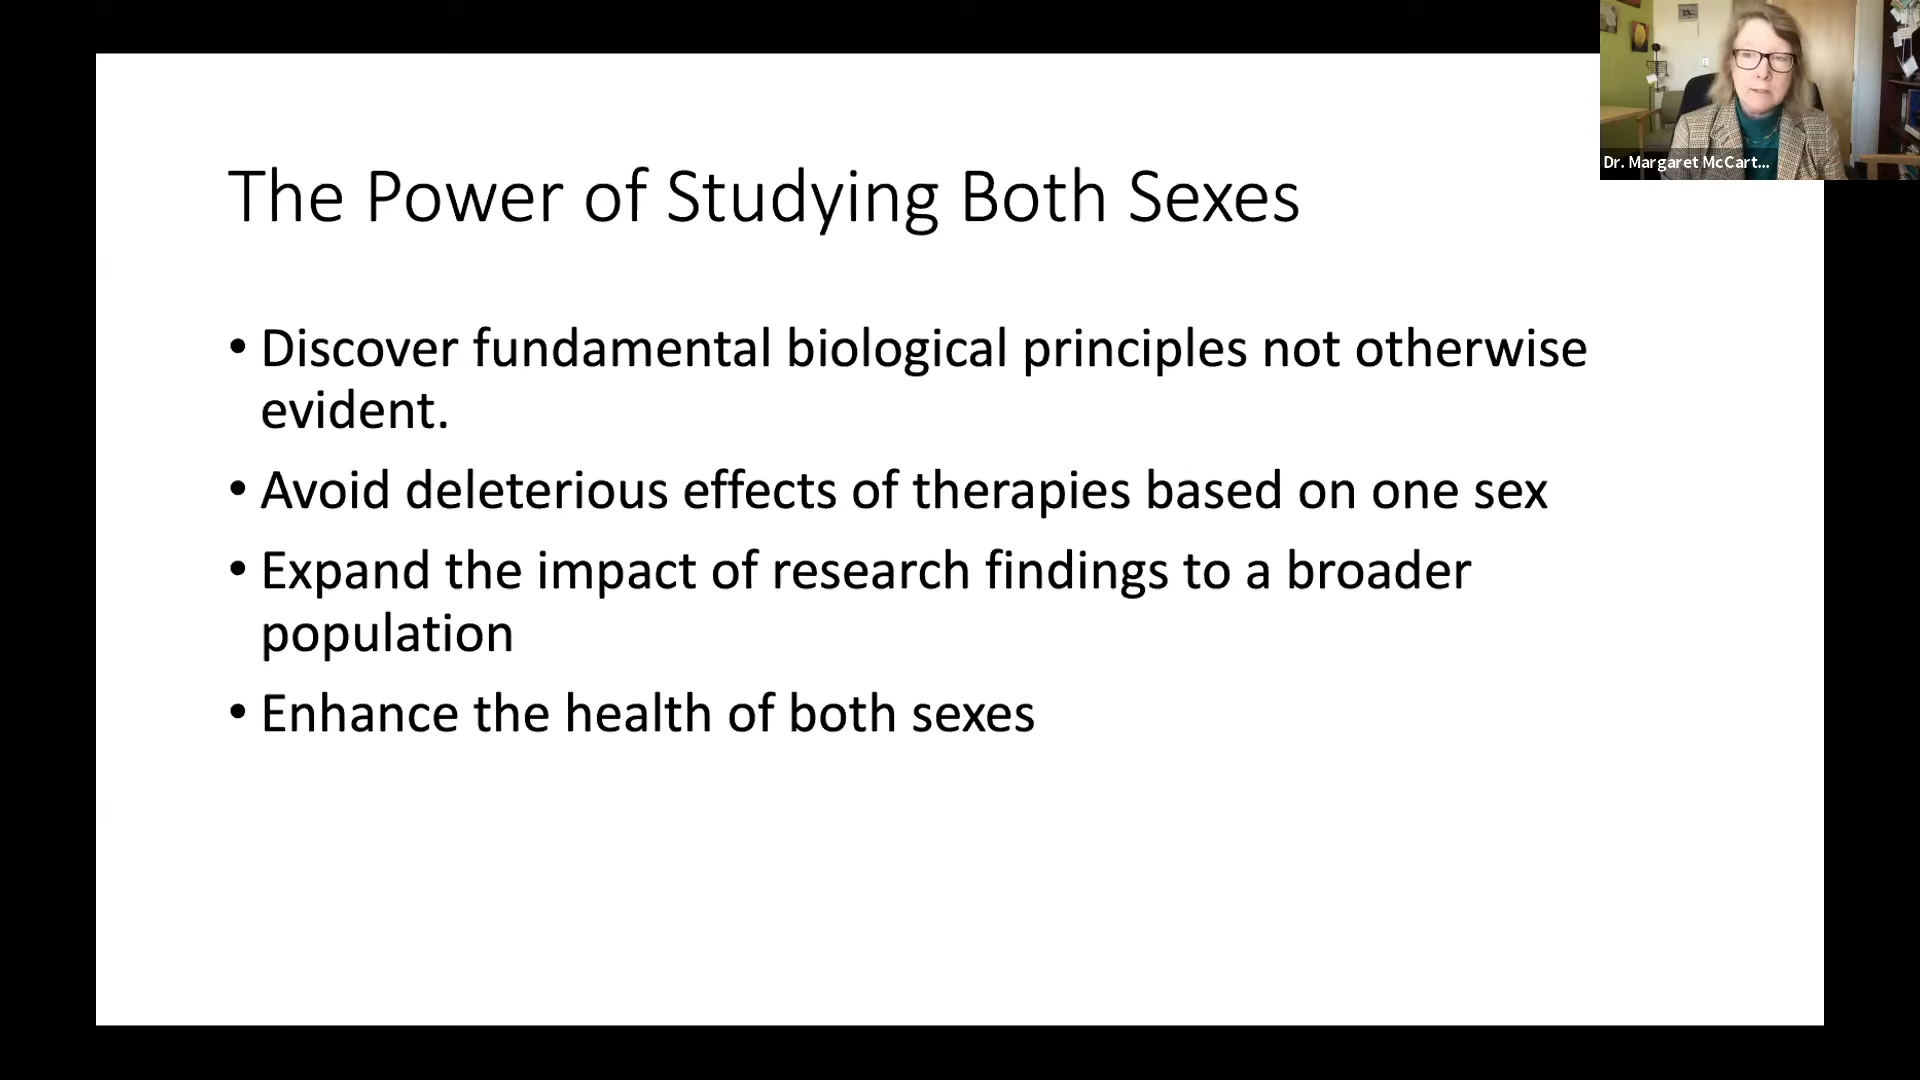 The Power of Studying Both Sexes
• Discover fundamental biological principles not otherwise
evident.
• Avoid deleterious effects of therapies based on one sex
• Expand the impact of research findings to a broader
population
• Enhance the health of both sexes
Dr. Margaret McCart...